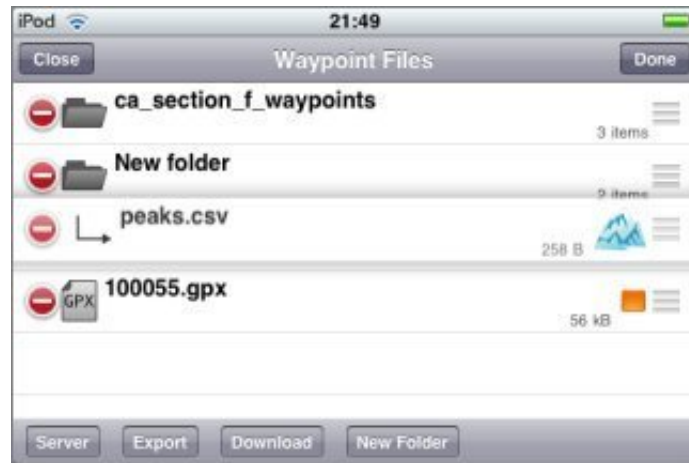 iPod 21:49
Close Waypoint Files Done
ca_section_f_waypoints
3 items
New folder
2 items
peaks.csv
258 B
GPX 100055.gpx
56 kB
Server Export Download New Folder